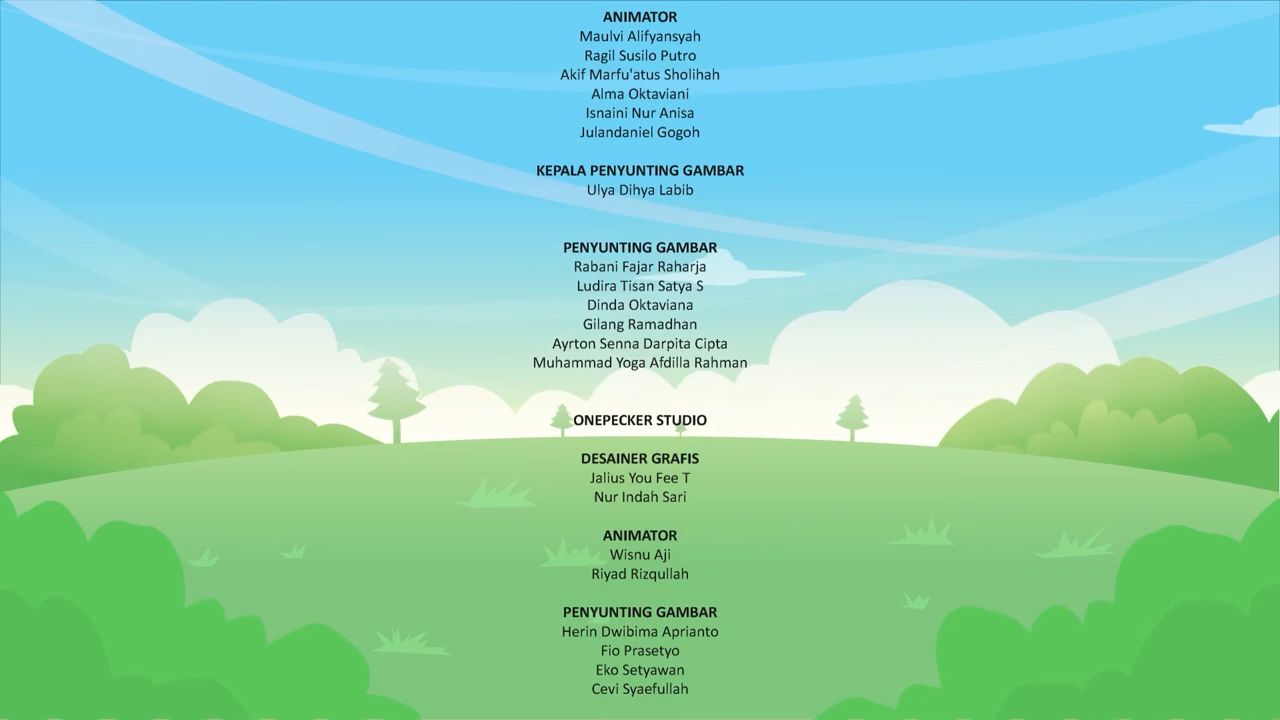 ANIMATOR
Maulvi Alifyansyah
Ragil Susilo Putro
Akif Marfu'atus Sholihah
Alma Oktaviani
Isnaini Nur Anisa
Julandaniel Gogoh
KEPALA PENYUNTING GAMBAR
Ulya Dihya Labib
PENYUNTING GAMBAR
Rabani Fajar Raharja
Ludira Tisan Satya S
Dinda Oktaviana
Gilang Ramadhan
Ayrton Senna Darpita Cipta
Muhammad Yoga Afdilla Rahman
ONEPECKER STUDIO
DESAINER GRAFIS
Jalius You Fee T
Nur Indah Sari
ANIMATOR
Wisnu Aji
Riyad Rizqullah
PENYUNTING GAMBAR
Herin Dwibima Aprianto
Fio Prasetyo
Eko Setyawan
Cevi Syaefullah